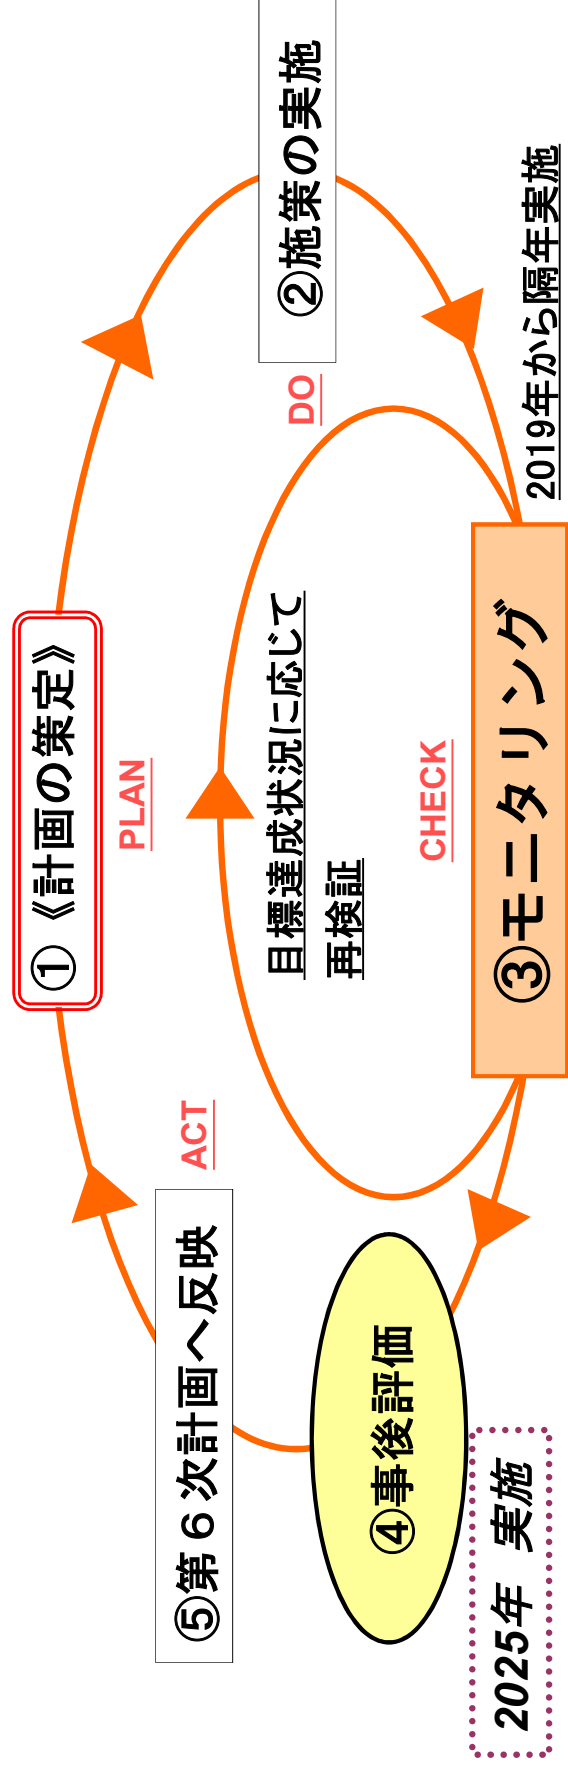 ①《計画の策定》
PLAN
②施策の実施
DO
2019年から隔年実施
③モニタリング
CHECK
目標達成状況に応じて
再検証
④事後評価
2025年　実施
⑤第６次計画へ反映
ACT